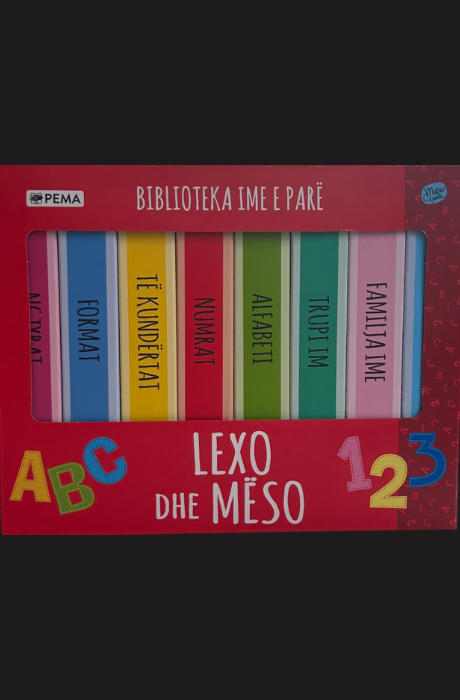 PEMA
BIBLIOTEKA IME E PARË
FORMAT
TË KUNDËRTAT
NUMRAT
ALFABETI
TRUPI IM
FAMILJA IME
ABC
LEXO
DHE MËSO
123